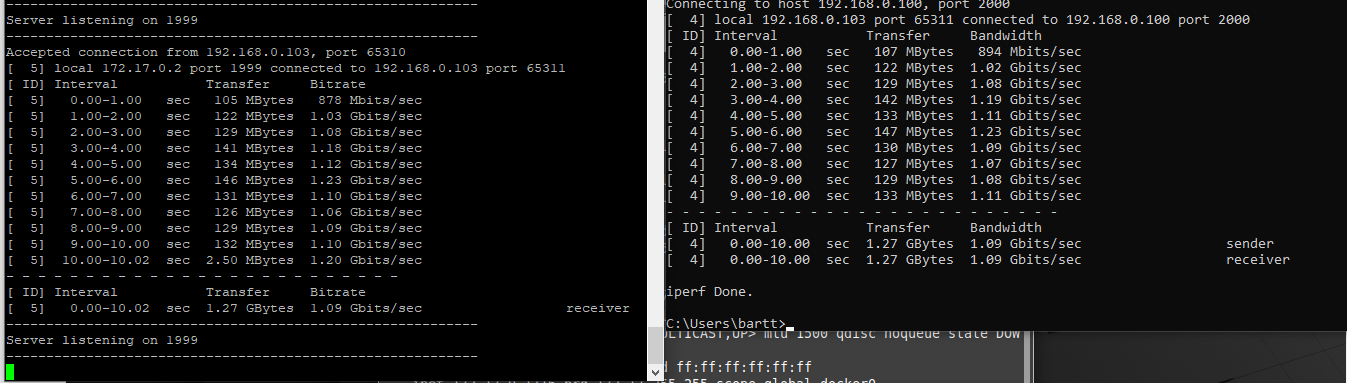 -----------------------------------------------------------
Server listening on 1999
-----------------------------------------------------------
Accepted connection from 192.168.0.103, port 65310
[  5] local 172.17.0.2 port 1999 connected to 192.168.0.103 port 65311
[ ID] Interval           Transfer     Bitrate
[  5]   0.00-1.00   sec   105 MBytes   878 Mbits/sec
[  5]   1.00-2.00   sec   122 MBytes  1.03 Gbits/sec
[  5]   2.00-3.00   sec   129 MBytes  1.08 Gbits/sec
[  5]   3.00-4.00   sec   141 MBytes  1.18 Gbits/sec
[  5]   4.00-5.00   sec   134 MBytes  1.12 Gbits/sec
[  5]   5.00-6.00   sec   146 MBytes  1.23 Gbits/sec
[  5]   6.00-7.00   sec   131 MBytes  1.10 Gbits/sec
[  5]   7.00-8.00   sec   126 MBytes  1.06 Gbits/sec
[  5]   8.00-9.00   sec   129 MBytes  1.09 Gbits/sec
[  5]   9.00-10.00  sec   132 MBytes  1.10 Gbits/sec
[  5]  10.00-10.02  sec  2.50 MBytes  1.20 Gbits/sec
- - - - - - - - - - - - - - - - - - - - - - - - -
[ ID] Interval           Transfer     Bitrate
[  5]   0.00-10.02  sec  1.27 GBytes  1.09 Gbits/sec                  receiver
-----------------------------------------------------------
Server listening on 1999
-----------------------------------------------------------
Connecting to host 192.168.0.100, port 2000
[  4] local 192.168.0.103 port 65311 connected to 192.168.0.100 port 2000
[ ID] Interval           Transfer     Bandwidth
[  4]   0.00-1.00   sec   107 MBytes   894 Mbits/sec
[  4]   1.00-2.00   sec   122 MBytes  1.02 Gbits/sec
[  4]   2.00-3.00   sec   129 MBytes  1.08 Gbits/sec
[  4]   3.00-4.00   sec   142 MBytes  1.19 Gbits/sec
[  4]   4.00-5.00   sec   133 MBytes  1.11 Gbits/sec
[  4]   5.00-6.00   sec   147 MBytes  1.23 Gbits/sec
[  4]   6.00-7.00   sec   130 MBytes  1.09 Gbits/sec
[  4]   7.00-8.00   sec   127 MBytes  1.07 Gbits/sec
[  4]   8.00-9.00   sec   129 MBytes  1.08 Gbits/sec
[  4]   9.00-10.00  sec   133 MBytes  1.11 Gbits/sec
- - - - - - - - - - - - - - - - - - - - - - - - -
[ ID] Interval           Transfer     Bandwidth
[  4]   0.00-10.00  sec  1.27 GBytes  1.09 Gbits/sec                  sender
[  4]   0.00-10.00  sec  1.27 GBytes  1.09 Gbits/sec                  receiver
iperf Done.
C:\Users\bartt>
ULTICAST,UP> mtu 1500 qdisc noqueue state DOW
d ff:ff:ff:ff:ff:ff
255 scope global docker0